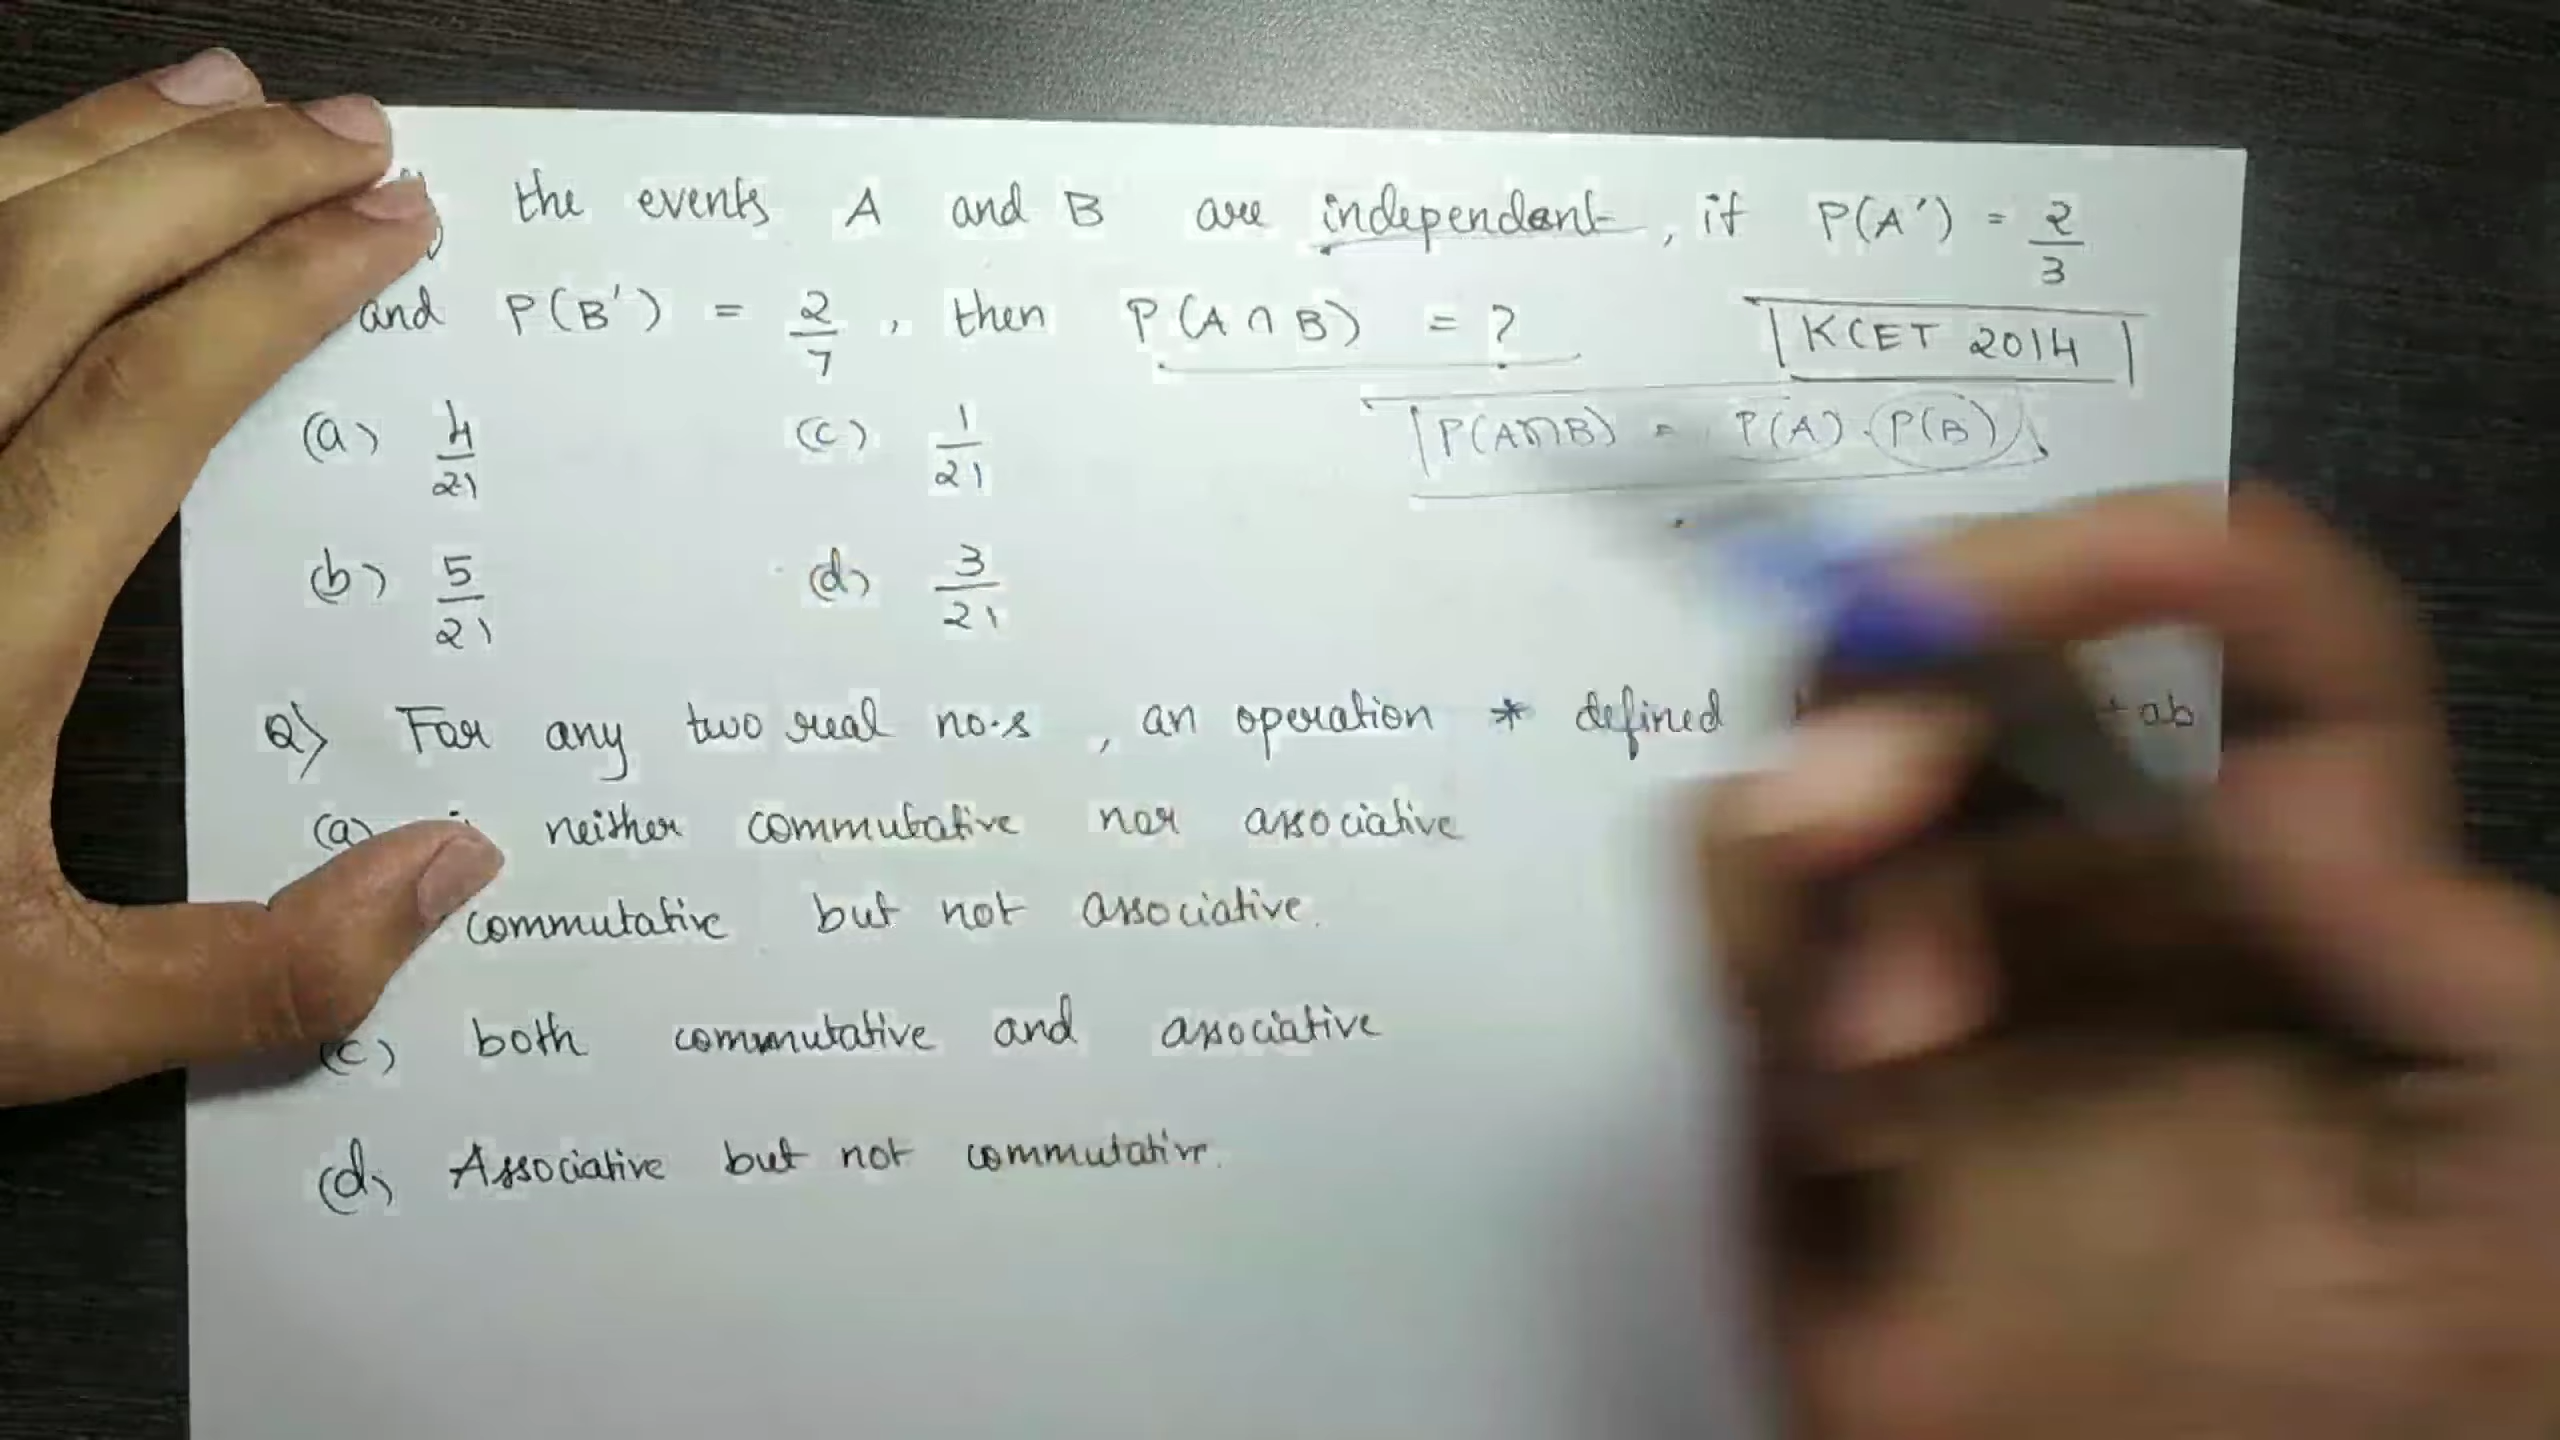 the events A and B are independent, if P(A') = 2/3
and P(B') = 2/7, then P(A ∩ B) = ?
KCET 2014
(a) 4/21 (c) 1/21
P(A∩B) = P(A) . P(B)
(b) 5/21 (d) 3/21
Q) For any two real no.s , an operation * defined + ab
(a) neither commutative nor associative
commutative but not associative.
(c) both commutative and associative
(d) Associative but not commutative.